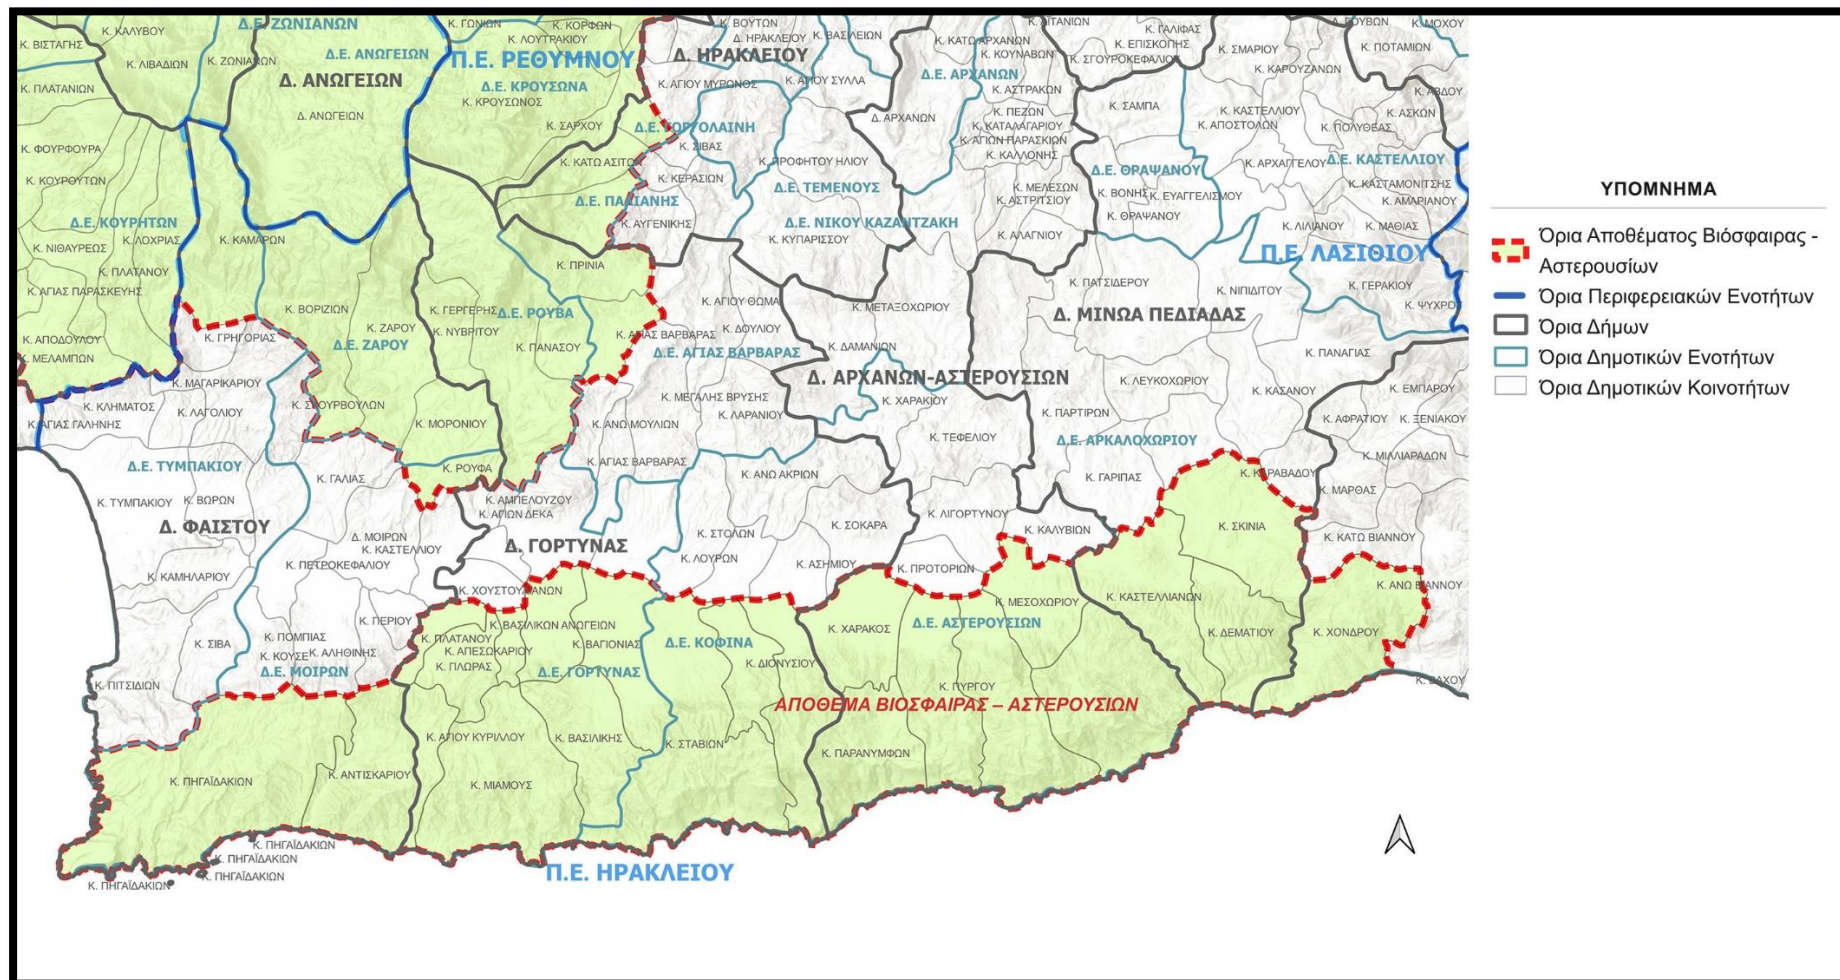 Δ.Ε. ΖΩΝΙΑΝΩΝ
Κ. ΓΩΝΙΩΝ
Κ. ΚΟΡΦΩΝ
Κ. ΒΟΥΤΩΝ
Κ. ΓΑΛΙΦΑΣ
Κ. ΜΟΧΟΥ
Κ. ΚΑΛΥΒΟΥ
Κ. ΛΟΥΤΡΑΚΙΟΥ
Δ. ΗΡΑΚΛΕΙΟΥ
Κ. ΒΑΣΙΛΕΙΩΝ
Κ. ΚΑΤΩ ΑΡΧΑΝΩΝ
Κ. ΕΠΙΣΚΟΠΗΣ
Κ. ΣΜΑΡΙΟΥ
Κ. ΠΟΤΑΜΙΩΝ
Κ. ΒΙΣΤΑΓΗΣ
Δ.Ε. ΑΝΩΓΕΙΩΝ
Π.Ε. ΡΕΘΥΜΝΟΥ
Δ. ΗΡΑΚΛΕΙΟΥ
Κ. ΚΟΥΝΑΒΩΝ
Κ. ΣΓΟΥΡΟΚΕΦΑΛΙΟΥ
Κ. ΛΙΒΑΔΙΩΝ
Κ. ΖΩΝΙΑΝΩΝ
Δ. ΑΝΩΓΕΙΩΝ
Κ. ΚΑΡΟΥΖΑΝΩΝ
Κ. ΠΛΑΤΑΝΙΩΝ
Δ.Ε. ΚΡΟΥΣΩΝΑ
Κ. ΑΓΙΟΥ ΜΥΡΩΝΟΣ
Κ. ΑΓΙΟΥ ΣΥΛΛΑ
Δ.Ε. ΑΡΧΑΝΩΝ
Κ. ΑΣΤΡΑΚΩΝ
Κ. ΑΒΔΟΥ
Κ. ΚΡΟΥΣΩΝΟΣ
Κ. ΣΑΜΠΑ
Κ. ΚΑΣΤΕΛΛΙΟΥ
Κ. ΑΣΚΩΝ
Δ. ΑΝΩΓΕΙΩΝ
Κ. ΣΑΡΧΟΥ
Δ.Ε. ΓΟΡΓΟΛΑΙΝΗ
Δ. ΑΡΧΑΝΩΝ
Κ. ΠΕΖΩΝ
Κ. ΚΑΤΑΛΑΓΑΡΙΟΥ
Κ. ΑΠΟΣΤΟΛΩΝ
Κ. ΠΟΛΥΘΕΑΣ
Κ. ΦΟΥΡΦΟΥΡΑ
Κ. ΣΙΒΑΣ
Κ. ΑΓΙΩΝ ΠΑΡΑΣΚΙΩΝ
Κ. ΚΑΛΛΟΝΗΣ
Κ. ΚΑΤΩ ΑΣΙΤΩΝ
Κ. ΠΡΟΦΗΤΟΥ ΗΛΙΟΥ
Δ.Ε. ΘΡΑΨΑΝΟΥ
Κ. ΑΡΧΑΓΓΕΛΟΥ
Δ.Ε. ΚΑΣΤΕΛΛΙΟΥ
Κ. ΚΟΥΡΟΥΤΩΝ
Κ. ΚΕΡΑΣΙΩΝ
Δ.Ε. ΤΕΜΕΝΟΥΣ
Κ. ΜΕΛΕΣΩΝ
Κ. ΒΟΝΗΣ
Κ. ΕΥΑΓΓΕΛΙΣΜΟΥ
Κ. ΚΑΣΤΑΜΟΝΙΤΣΗΣ
Δ.Ε. ΠΑΛΙΑΝΗΣ
Κ. ΑΣΤΡΙΤΣΙΟΥ
Κ. ΑΜΑΡΙΑΝΟΥ
Δ.Ε. ΚΟΥΡΗΤΩΝ
Κ. ΑΥΓΕΝΙΚΗΣ
Δ.Ε. ΝΙΚΟΥ ΚΑΖΑΝΤΖΑΚΗ
Κ. ΘΡΑΨΑΝΟΥ
Κ. ΛΙΛΙΑΝΟΥ
Κ. ΜΑΘΙΑΣ
Κ. ΝΙΘΑΥΡΕΩΣ
Κ. ΛΟΧΡΙΑΣ
Κ. ΚΑΜΑΡΩΝ
Κ. ΚΥΠΑΡΙΣΣΟΥ
Κ. ΑΛΑΓΝΙΟΥ
Π.Ε. ΛΑΣΙΘΙΟΥ
Κ. ΠΛΑΤΑΝΟΥ
Κ. ΠΡΙΝΙΑ
Κ. ΠΑΤΣΙΔΕΡΟΥ
Κ. ΝΙΠΙΔΙΤΟΥ
Κ. ΓΕΡΑΚΙΟΥ
Κ. ΑΓΙΑΣ ΠΑΡΑΣΚΕΥΗΣ
Κ. ΑΓΙΟΥ ΘΩΜΑ
Κ. ΜΕΤΑΞΟΧΩΡΙΟΥ
Κ. ΨΥΧΡΟΥ
Κ. ΒΟΡΙΖΙΩΝ
Κ. ΓΕΡΓΕΡΗΣ
Δ.Ε. ΡΟΥΒΑ
Δ. ΜΙΝΩΑ ΠΕΔΙΑΔΑΣ
Κ. ΑΠΟΔΟΥΛΟΥ
Κ. ΓΡΗΓΟΡΙΑΣ
Κ. ΖΑΡΟΥ
Κ. ΝΥΒΡΙΤΟΥ
Κ. ΑΓΙΑΣ ΒΑΡΒΑΡΑΣ
Κ. ΔΟΥΛΙΟΥ
Κ. ΜΕΛΑΜΠΩΝ
Δ.Ε. ΖΑΡΟΥ
Κ. ΠΑΝΑΣΟΥ
Δ.Ε. ΑΓΙΑΣ ΒΑΡΒΑΡΑΣ
Κ. ΔΑΜΑΝΙΩΝ
Κ. ΠΑΝΑΓΙΑΣ
Κ. ΜΑΓΑΡΙΚΑΡΙΟΥ
Δ. ΑΡΧΑΝΩΝ-ΑΣΤΕΡΟΥΣΙΩΝ
Κ. ΛΕΥΚΟΧΩΡΙΟΥ
Κ. ΚΑΣΑΝΟΥ
Κ. ΕΜΠΑΡΟΥ
Κ. ΚΛΗΜΑΤΟΣ
Κ. ΛΑΓΟΛΙΟΥ
Κ. ΣΚΟΥΡΒΟΥΛΩΝ
Κ. ΜΕΓΑΛΗΣ ΒΡΥΣΗΣ
Κ. ΧΑΡΑΚΙΟΥ
Κ. ΑΓΙΑΣ ΓΑΛΗΝΗΣ
Κ. ΜΟΡΟΝΙΟΥ
Κ. ΑΝΩ ΜΟΥΛΙΩΝ
Κ. ΛΑΡΑΝΙΟΥ
Κ. ΠΑΡΤΙΡΩΝ
Κ. ΑΦΡΑΤΙΟΥ
Κ. ΞΕΝΙΑΚΟΥ
Κ. ΤΕΦΕΛΙΟΥ
Δ.Ε. ΑΡΚΑΛΟΧΩΡΙΟΥ
Δ.Ε. ΤΥΜΠΑΚΙΟΥ
Κ. ΡΟΥΦΑ
Κ. ΑΓΙΑΣ ΒΑΡΒΑΡΑΣ
Κ. ΑΝΩ ΑΚΡΙΩΝ
Κ. ΓΑΡΙΠΑΣ
Κ. ΚΑΡΑΒΑΔΟΥ
Κ. ΜΙΛΛΙΑΡΑΔΩΝ
Κ. ΓΑΛΙΑΣ
Κ. ΜΑΡΘΑΣ
Κ. ΤΥΜΠΑΚΙΟΥ
Κ. ΒΩΡΩΝ
Κ. ΑΜΠΕΛΟΥΖΟΥ
Κ. ΑΓΙΩΝ ΔΕΚΑ
Κ. ΛΙΓΟΡΤΥΝΟΥ
Δ. ΦΑΙΣΤΟΥ
Δ. ΜΟΙΡΩΝ
Κ. ΣΤΟΛΩΝ
Κ. ΣΟΚΑΡΑ
Κ. ΚΑΛΥΒΙΩΝ
Κ. ΣΚΙΝΙΑ
Κ. ΚΑΤΩ ΒΙΑΝΝΟΥ
Κ. ΚΑΣΤΕΛΛΙΟΥ
Δ. ΓΟΡΤΥΝΑΣ
Κ. ΠΕΤΡΟΚΕΦΑΛΙΟΥ
Κ. ΛΟΥΡΩΝ
Κ. ΑΣΗΜΙΟΥ
Κ. ΠΡΟΤΟΡΙΩΝ
Κ. ΚΑΜΗΛΑΡΙΟΥ
Κ. ΧΟΥΣΤΟΥΛΙΑΝΩΝ
Κ. ΜΕΣΟΧΩΡΙΟΥ
Κ. ΚΑΣΤΕΛΛΙΑΝΩΝ
Κ. ΑΝΩ ΒΙΑΝΝΟΥ
Κ. ΠΕΡΙΟΥ
Κ. ΒΑΣΙΛΙΚΩΝ ΑΝΩΓΕΙΩΝ
Κ. ΧΑΡΑΚΟΣ
Δ.Ε. ΑΣΤΕΡΟΥΣΙΩΝ
Κ. ΔΕΜΑΤΙΟΥ
Κ. ΧΟΝΔΡΟΥ
Κ. ΣΙΒΑ
Κ. ΠΟΜΠΙΑΣ
Κ. ΠΛΑΤΑΝΟΥ
Κ. ΑΠΕΣΩΚΑΡΙΟΥ
Κ. ΒΑΓΙΟΝΙΑΣ
Δ.Ε. ΚΟΦΙΝΑ
Κ. ΚΟΥΣΕ
Κ. ΑΛΗΘΙΝΗΣ
Κ. ΠΛΩΡΑΣ
Δ.Ε. ΜΟΙΡΩΝ
Δ.Ε. ΓΟΡΤΥΝΑΣ
Κ. ΔΙΟΝΥΣΙΟΥ
Κ. ΠΙΤΣΙΔΙΩΝ
Κ. ΠΥΡΓΟΥ
Κ. ΒΑΧΟΥ
ΑΠΟΘΕΜΑ ΒΙΟΣΦΑΙΡΑΣ – ΑΣΤΕΡΟΥΣΙΩΝ
Κ. ΑΓΙΟΥ ΚΥΡΙΛΛΟΥ
Κ. ΒΑΣΙΛΙΚΗΣ
Κ. ΣΤΑΒΙΩΝ
Κ. ΠΑΡΑΝΥΜΦΩΝ
Κ. ΠΗΓΑΪΔΑΚΙΩΝ
Κ. ΑΝΤΙΣΚΑΡΙΟΥ
Κ. ΜΙΑΜΟΥΣ
Κ. ΠΗΓΑΪΔΑΚΙΩΝ
Κ. ΠΗΓΑΪΔΑΚΙΩΝ
Κ. ΠΗΓΑΪΔΑΚΙΩΝ
Κ. ΠΗΓΑΪΔΑΚΙΩΝ
Π.Ε. ΗΡΑΚΛΕΙΟΥ
ΥΠΟΜΝΗΜΑ
Όρια Αποθέματος Βιόσφαιρας -
Αστερουσίων
Όρια Περιφερειακών Ενοτήτων
Όρια Δήμων
Όρια Δημοτικών Ενοτήτων
Όρια Δημοτικών Κοινοτήτων